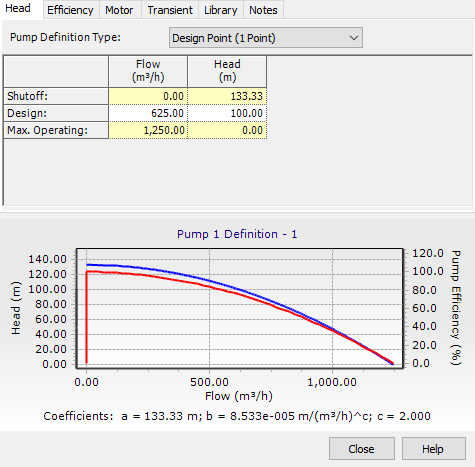 Head Efficiency Motor Transient Library Notes
Pump Definition Type: Design Point (1 Point)
Flow Head
(m³/h) (m)
Shutoff: 0.00 133.33
Design: 625.00 100.00
Max. Operating: 1,250.00 0.00
Pump 1 Definition - 1
Head (m)
140.00
120.00
100.00
80.00
60.00
40.00
20.00
0.00
120.0
100.0
80.0
60.0
40.0
20.0
0.0
Pump Efficiency (%)
0.00 500.00 1,000.00
Flow (m³/h)
Coefficients: a = 133.33 m; b = 8.533e-005 m/(m³/h)^c; c = 2.000
Close Help